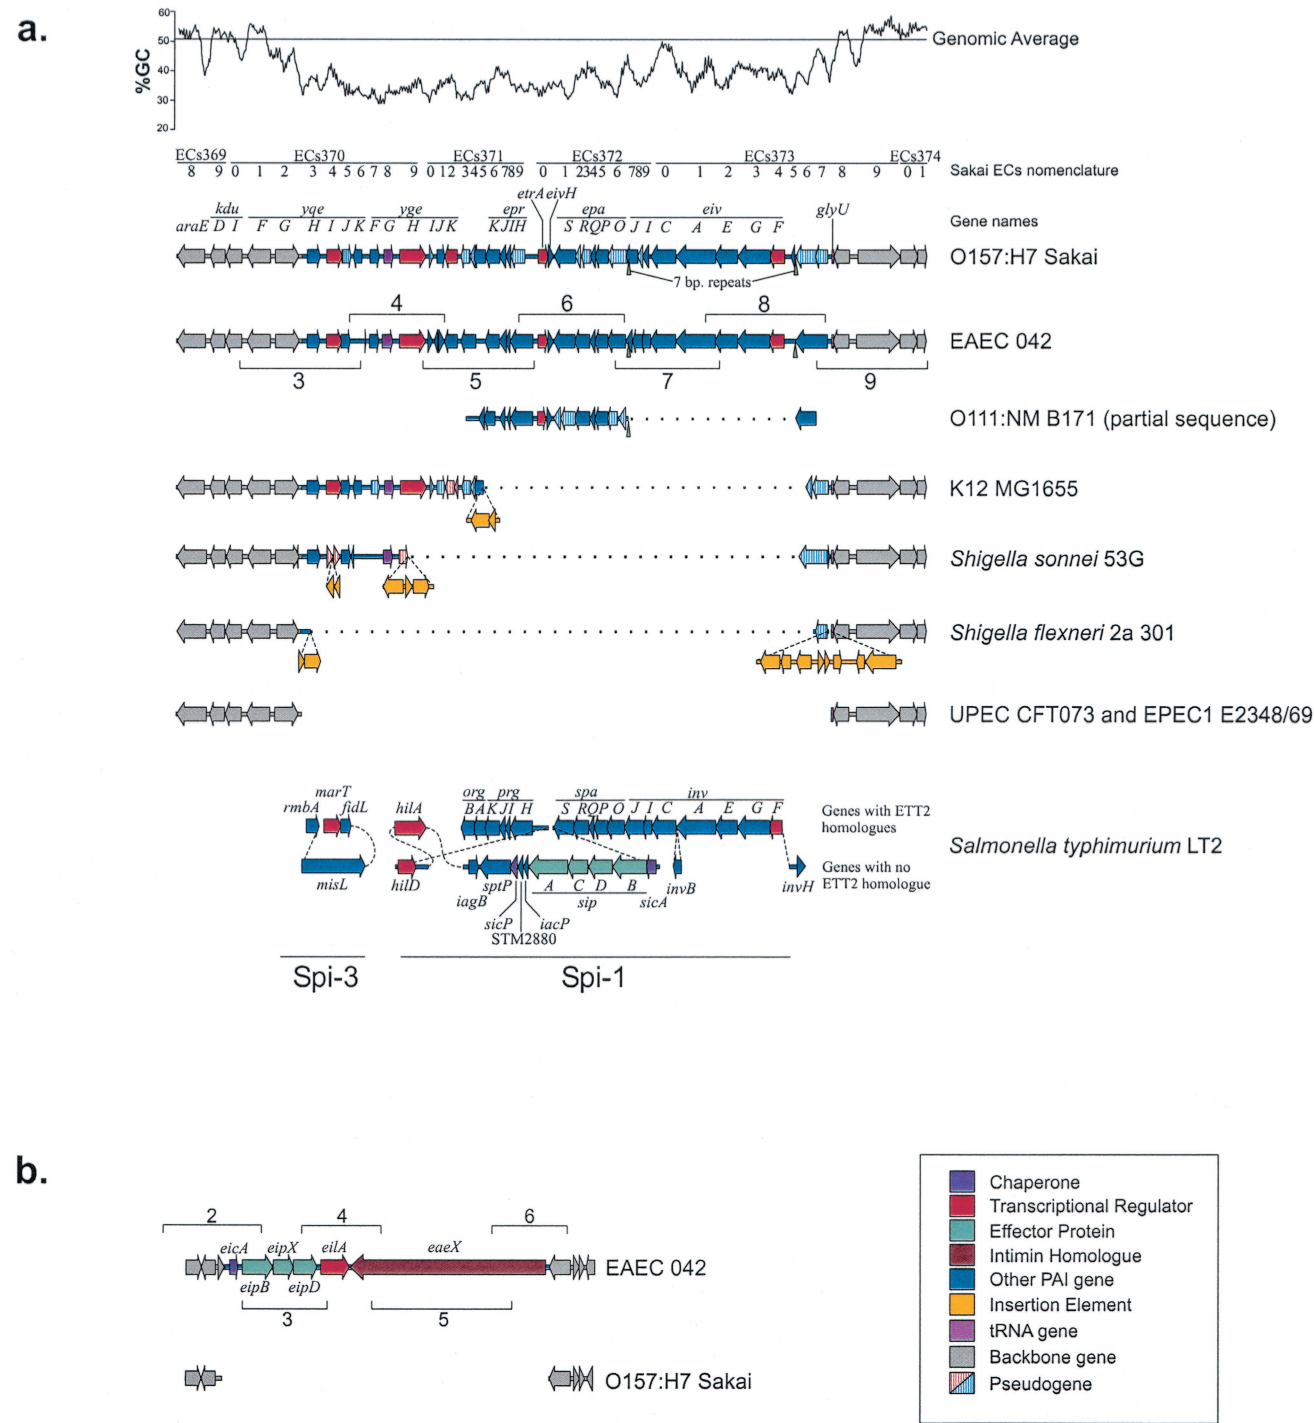 a.
60
50
40
30
20
%GC
Genomic Average
ECs369 ECs370 ECs371 ECs372 ECs373 ECs374
8 9 0 1 2 3 4 5 6 7 8 9 0 1 2 3 4 5 6 7 8 9 0 1 2 3 4 5 6 7 8 9 0 1 2 3 4 5 6 7 8 9 0 1
Sakai ECs nomenclature
etrA eivH
kdu yqe yge epr epa eiv glyU
Gene names
araE D I F G H I J K F G H I J K K J I H S R Q P O J I C A E G F
O157:H7 Sakai
7 bp. repeats
4 6 8
EAEC 042
3 5 7 9
O111:NM B171 (partial sequence)
K12 MG1655
Shigella sonnei 53G
Shigella flexneri 2a 301
UPEC CFT073 and EPEC1 E2348/69
marT org prg spa inv
rmbA fidL hilA B A K J I H S R Q P O J I C A E G F
Genes with ETT2
homologues
Salmonella typhimurium LT2
Genes with no
ETT2 homologue
misL hilD sptP A C D B invB invH
iagB sip sicA
sicP iacP
STM2880
Spi-3 Spi-1
b.
2 4 6
eicA eipX eilA eaeX
EAEC 042
eipB eipD
3 5
O157:H7 Sakai
Chaperone
Transcriptional Regulator
Effector Protein
Intimin Homologue
Other PAI gene
Insertion Element
tRNA gene
Backbone gene
Pseudogene